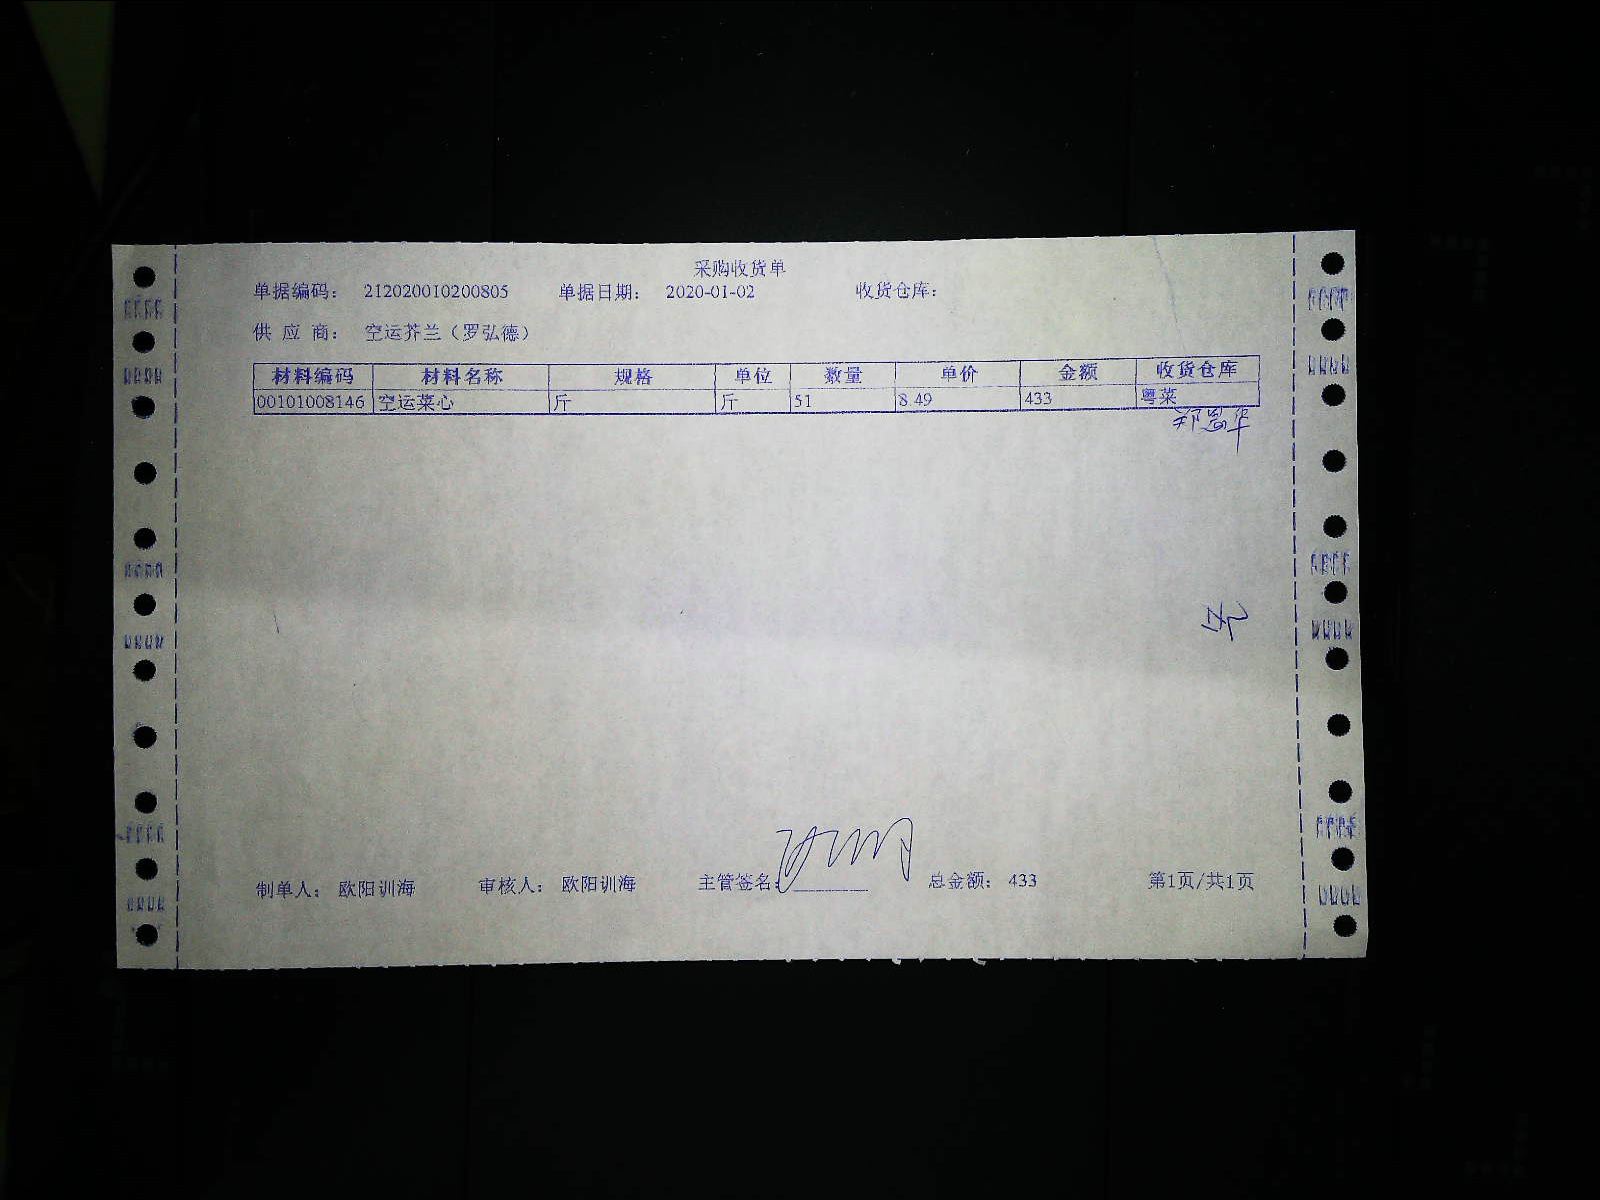 采购收货单
单据编码： 212020010200805 单据日期： 2020-01-02 收货仓库：
供 应 商： 空运芥兰（罗弘德）
材料编码 材料名称 规格 单位 数量 单价 金额 收货仓库
00101008146 空运菜心 斤 斤 51 8.49 433 粤菜
制单人： 欧阳训海 审核人： 欧阳训海 主管签名： 总金额： 433 第1页/共1页